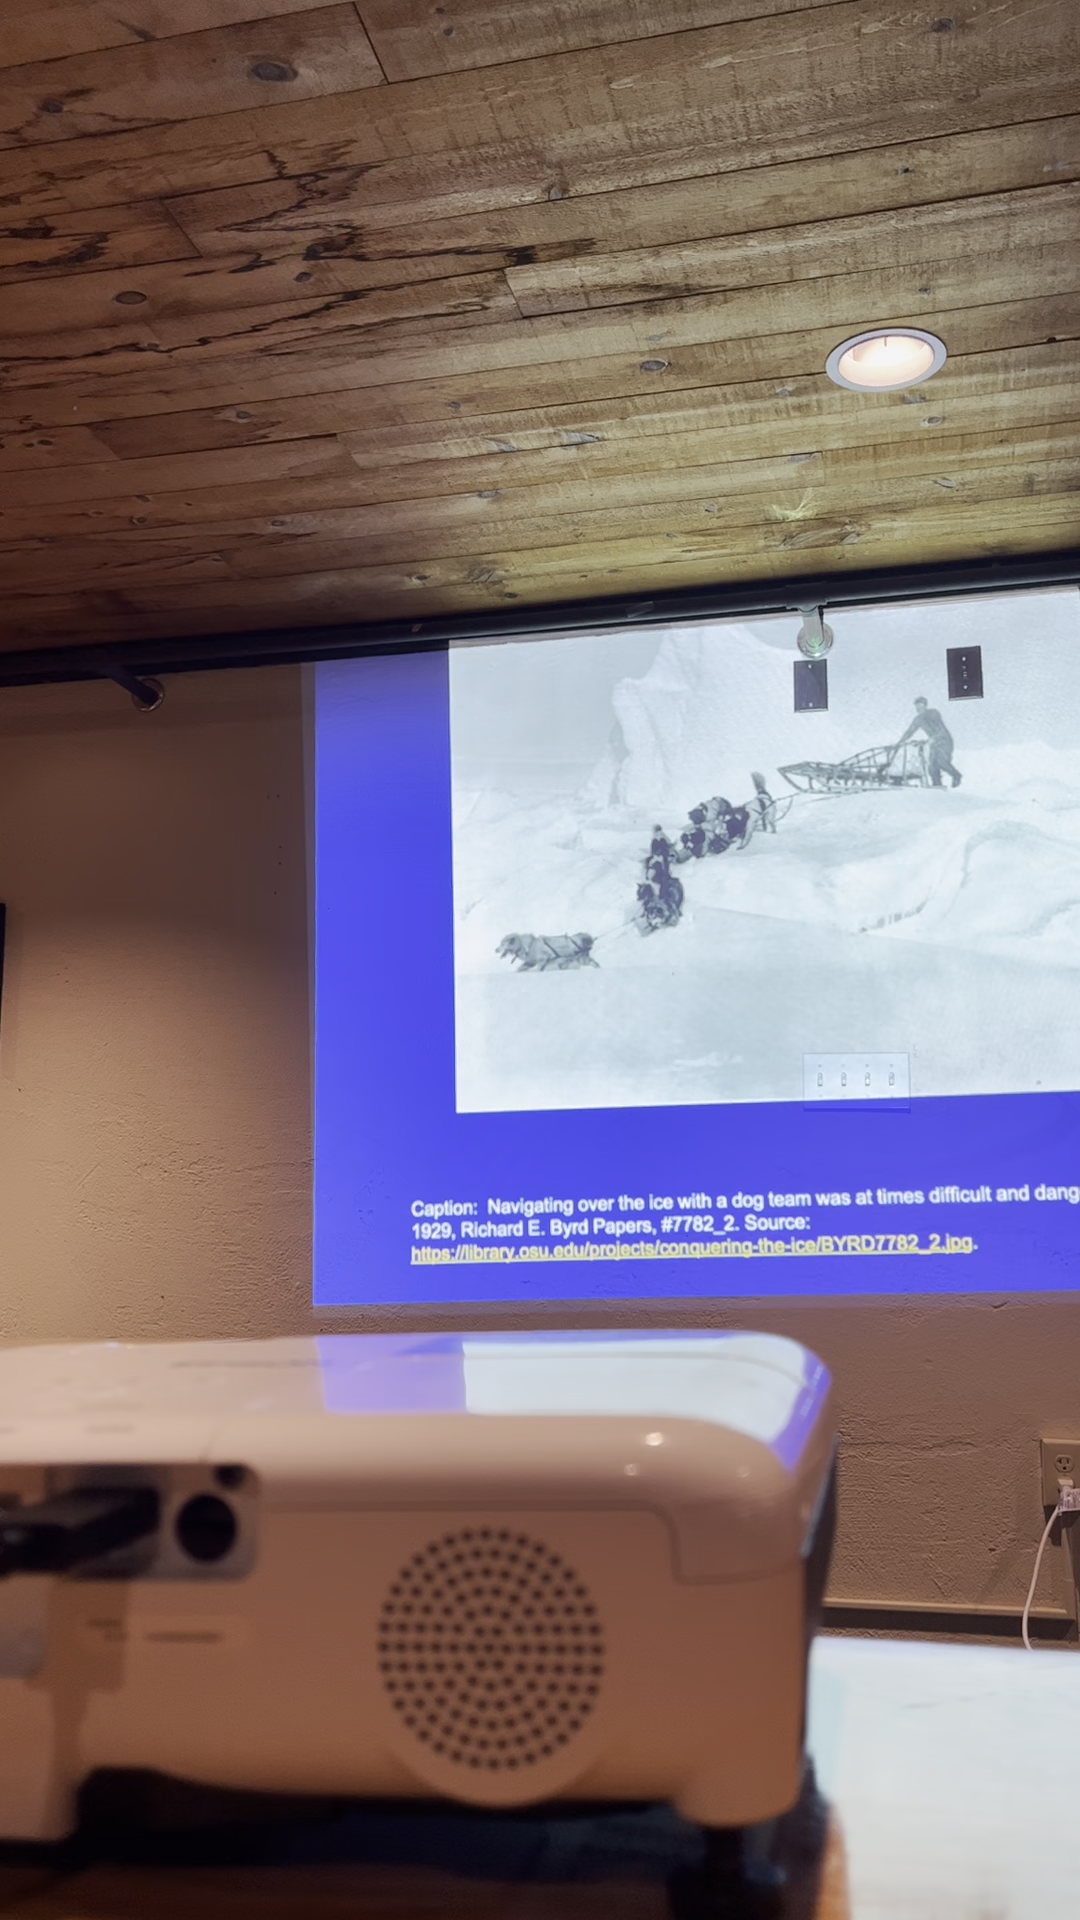 Caption:  Navigating over the ice with a dog team was at times difficult and dang
1929, Richard E. Byrd Papers, #7782_2. Source:
https://library.osu.edu/projects/conquering-the-ice/BYRD7782_2.jpg.